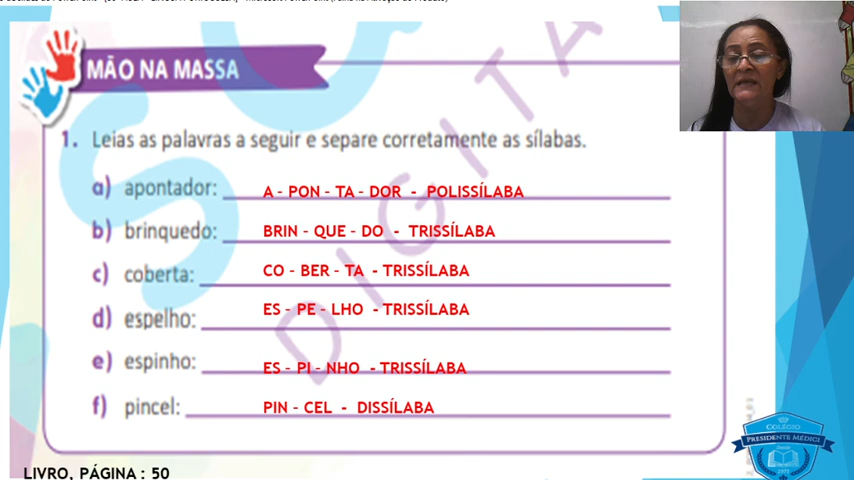 MÃO NA MASSA
1. Leias as palavras a seguir e separe corretamente as sílabas.
a) apontador: A – PON – TA – DOR - POLISSÍLABA
b) brinquedo: BRIN – QUE – DO - TRISSÍLABA
c) coberta: CO – BER – TA - TRISSÍLABA
d) espelho: ES – PE – LHO - TRISSÍLABA
e) espinho: ES – PI – NHO - TRISSÍLABA
f) pincel: PIN – CEL - DISSÍLABA
DIGITA
LIVRO, PÁGINA : 50
COLÉGIO
PRESIDENTE MÉDICI